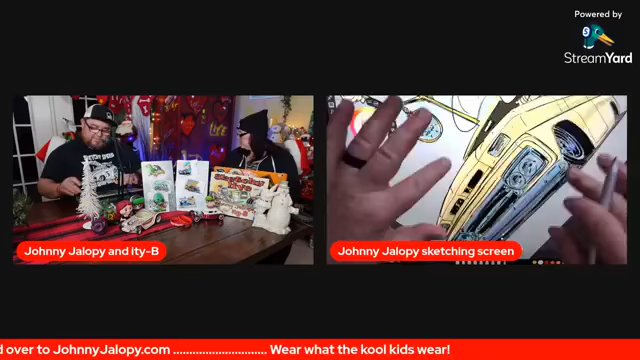 Powered by
StreamYard
LIFE
Johnny Jalopy and Ity-B
Johnny Jalopy sketching screen
d over to JohnnyJalopy.com ............................ Wear what the kool kids wear!